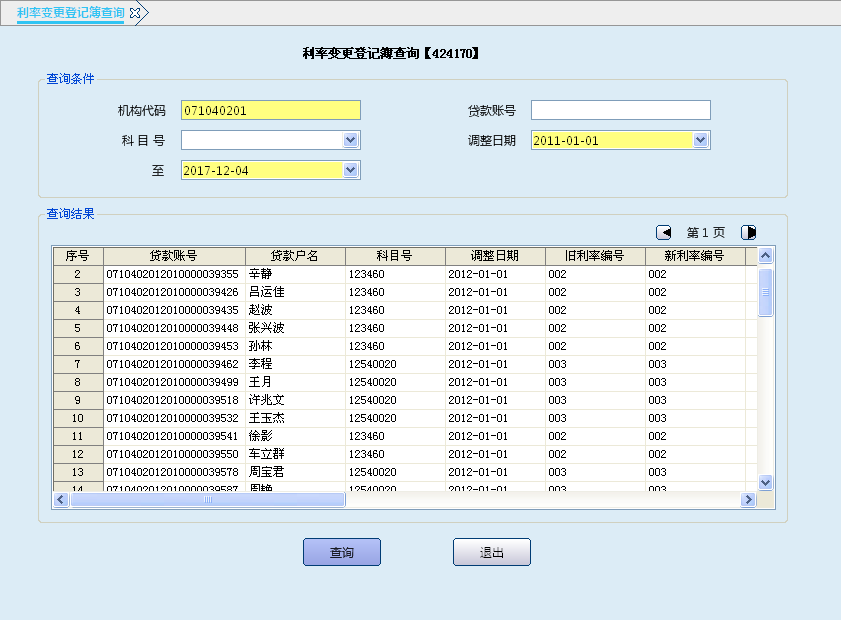 利率变更登记簿查询
利率变更登记簿查询【424170】
查询条件
机构代码 071040201 贷款账号
科目号 调整日期 2011-01-01
至 2017-12-04
查询结果
第 1 页
序号 贷款账号 贷款户名 科目号 调整日期 旧利率编号 新利率编号
2 0710402012010000039355 辛静 123460 2012-01-01 002 002
3 0710402012010000039426 吕运佳 123460 2012-01-01 002 002
4 0710402012010000039435 赵波 123460 2012-01-01 002 002
5 0710402012010000039448 张兴波 123460 2012-01-01 002 002
6 0710402012010000039453 孙林 123460 2012-01-01 002 002
7 0710402012010000039462 李程 12540020 2012-01-01 003 003
8 0710402012010000039499 王月 12540020 2012-01-01 003 003
9 0710402012010000039518 许兆文 12540020 2012-01-01 003 003
10 0710402012010000039532 王玉杰 12540020 2012-01-01 003 003
11 0710402012010000039541 徐影 123460 2012-01-01 002 002
12 0710402012010000039550 车立群 123460 2012-01-01 002 002
13 0710402012010000039578 周宝君 12540020 2012-01-01 003 003
14 0710402012010000039587 周艳 12540020 2012-01-01 003 003
查询 退出